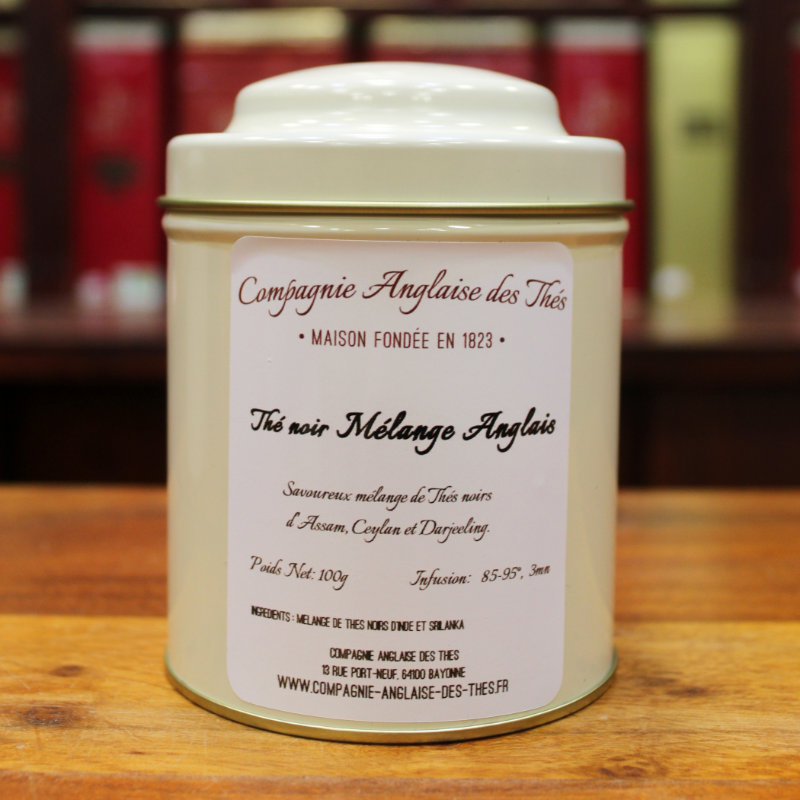 Compagnie Anglaise des Thés
• MAISON FONDÉE EN 1823 •
Thé noir Mélange Anglais
Savoureux mélange de Thés noirs
d'Assam, Ceylan et Darjeeling.
Poids Net: 100g Infusion: 85-95°, 3mn
INGREDIENTS : MELANGE DE THES NOIRS D'INDE ET SRILANKA
COMPAGNIE ANGLAISE DES THES
13 RUE PORT-NEUF, 64100 BAYONNE
WWW.COMPAGNIE-ANGLAISE-DES-THES.FR